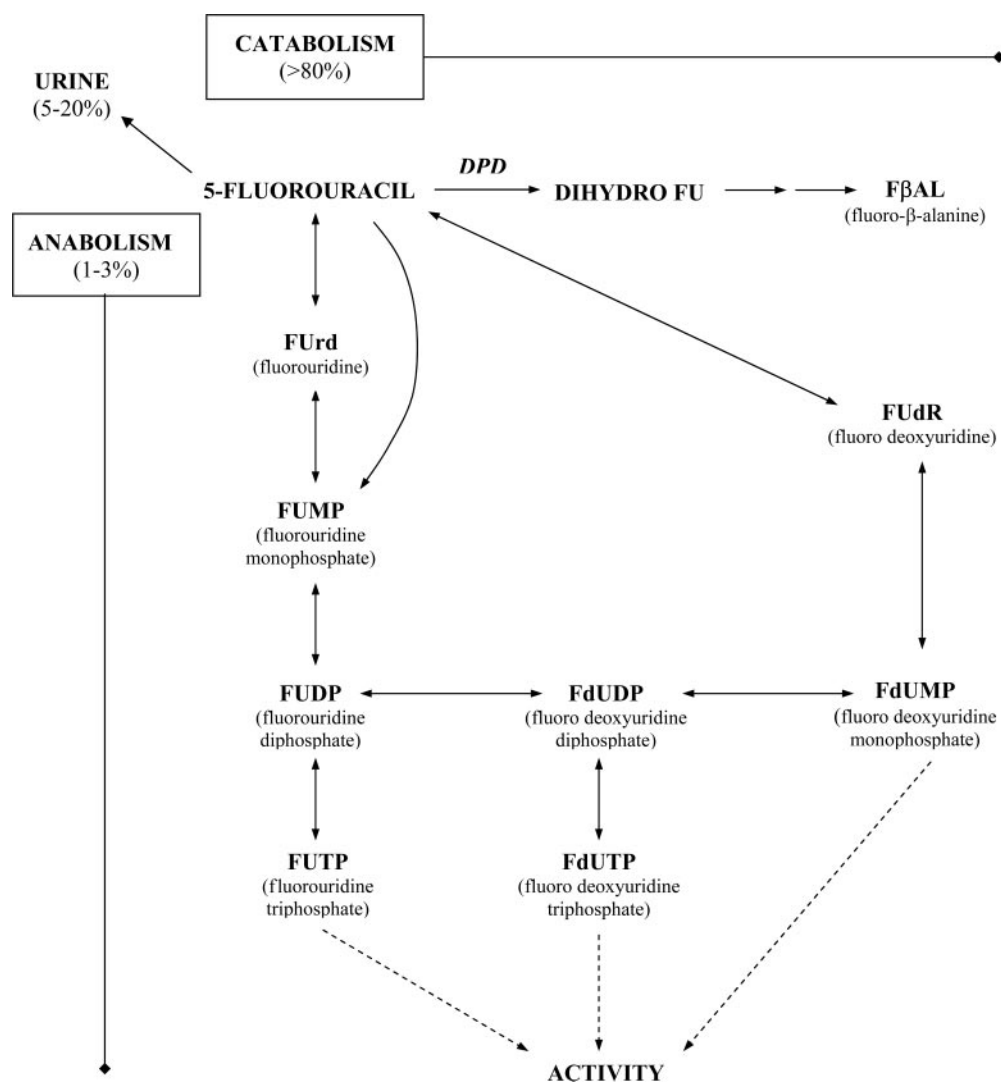 CATABOLISM
(>80%)
URINE
(5-20%)
DPD
5-FLUOROURACIL
DIHYDRO FU
FβAL
(fluoro-β-alanine)
ANABOLISM
(1-3%)
FUrd
(fluorouridine)
FUdR
(fluoro deoxyuridine)
FUMP
(fluorouridine
monophosphate)
FUDP
(fluorouridine
diphosphate)
FdUDP
(fluoro deoxyuridine
diphosphate)
FdUMP
(fluoro deoxyuridine
monophosphate)
FUTP
(fluorouridine
triphosphate)
FdUTP
(fluoro deoxyuridine
triphosphate)
ACTIVITY